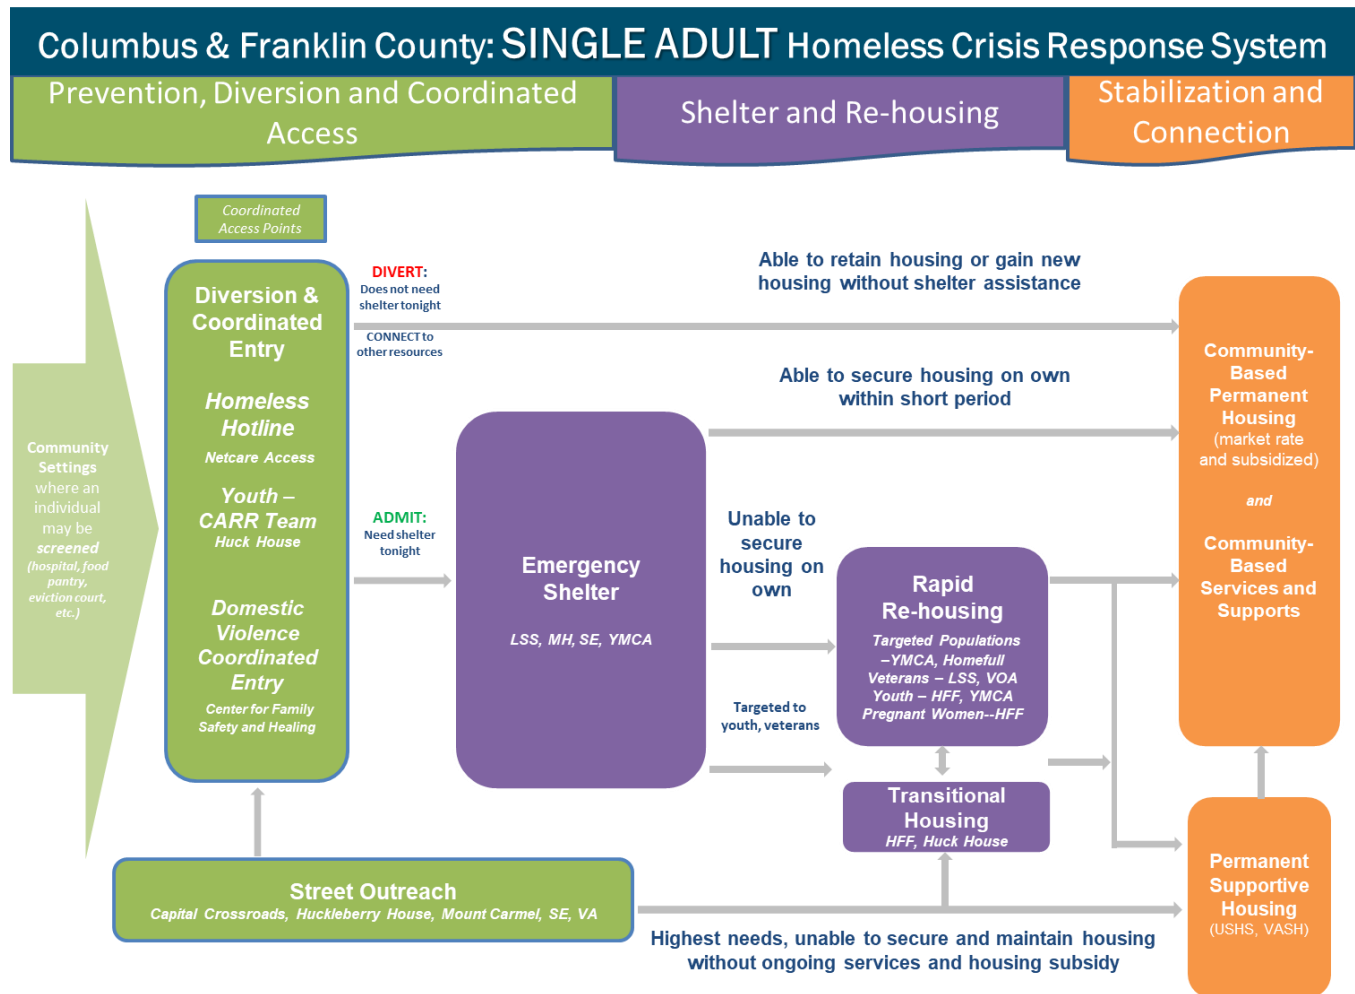 Columbus & Franklin County: SINGLE ADULT Homeless Crisis Response System
Prevention, Diversion and Coordinated
Access
Shelter and Re-housing
Stabilization and
Connection
Coordinated
Access Points
Community
Settings
where an
individual
may be
screened
(hospital, food
pantry,
eviction court,
etc.)
Diversion &
Coordinated
Entry
Homeless
Hotline
Netcare Access
Youth –
CARR Team
Huck House
Domestic
Violence
Coordinated
Entry
Center for Family
Safety and Healing
DIVERT:
Does not need
shelter tonight
CONNECT to
other resources
ADMIT:
Need shelter
tonight
Emergency
Shelter
LSS, MH, SE, YMCA
Able to retain housing or gain new
housing without shelter assistance
Able to secure housing on own
within short period
Unable to
secure
housing on
own
Targeted to
youth, veterans
Rapid
Re-housing
Targeted Populations
–YMCA, Homefull
Veterans – LSS, VOA
Youth – HFF, YMCA
Pregnant Women--HFF
Transitional
Housing
HFF, Huck House
Community-
Based
Permanent
Housing
(market rate
and subsidized)
and
Community-
Based
Services and
Supports
Street Outreach
Capital Crossroads, Huckleberry House, Mount Carmel, SE, VA
Highest needs, unable to secure and maintain housing
without ongoing services and housing subsidy
Permanent
Supportive
Housing
(USHS, VASH)